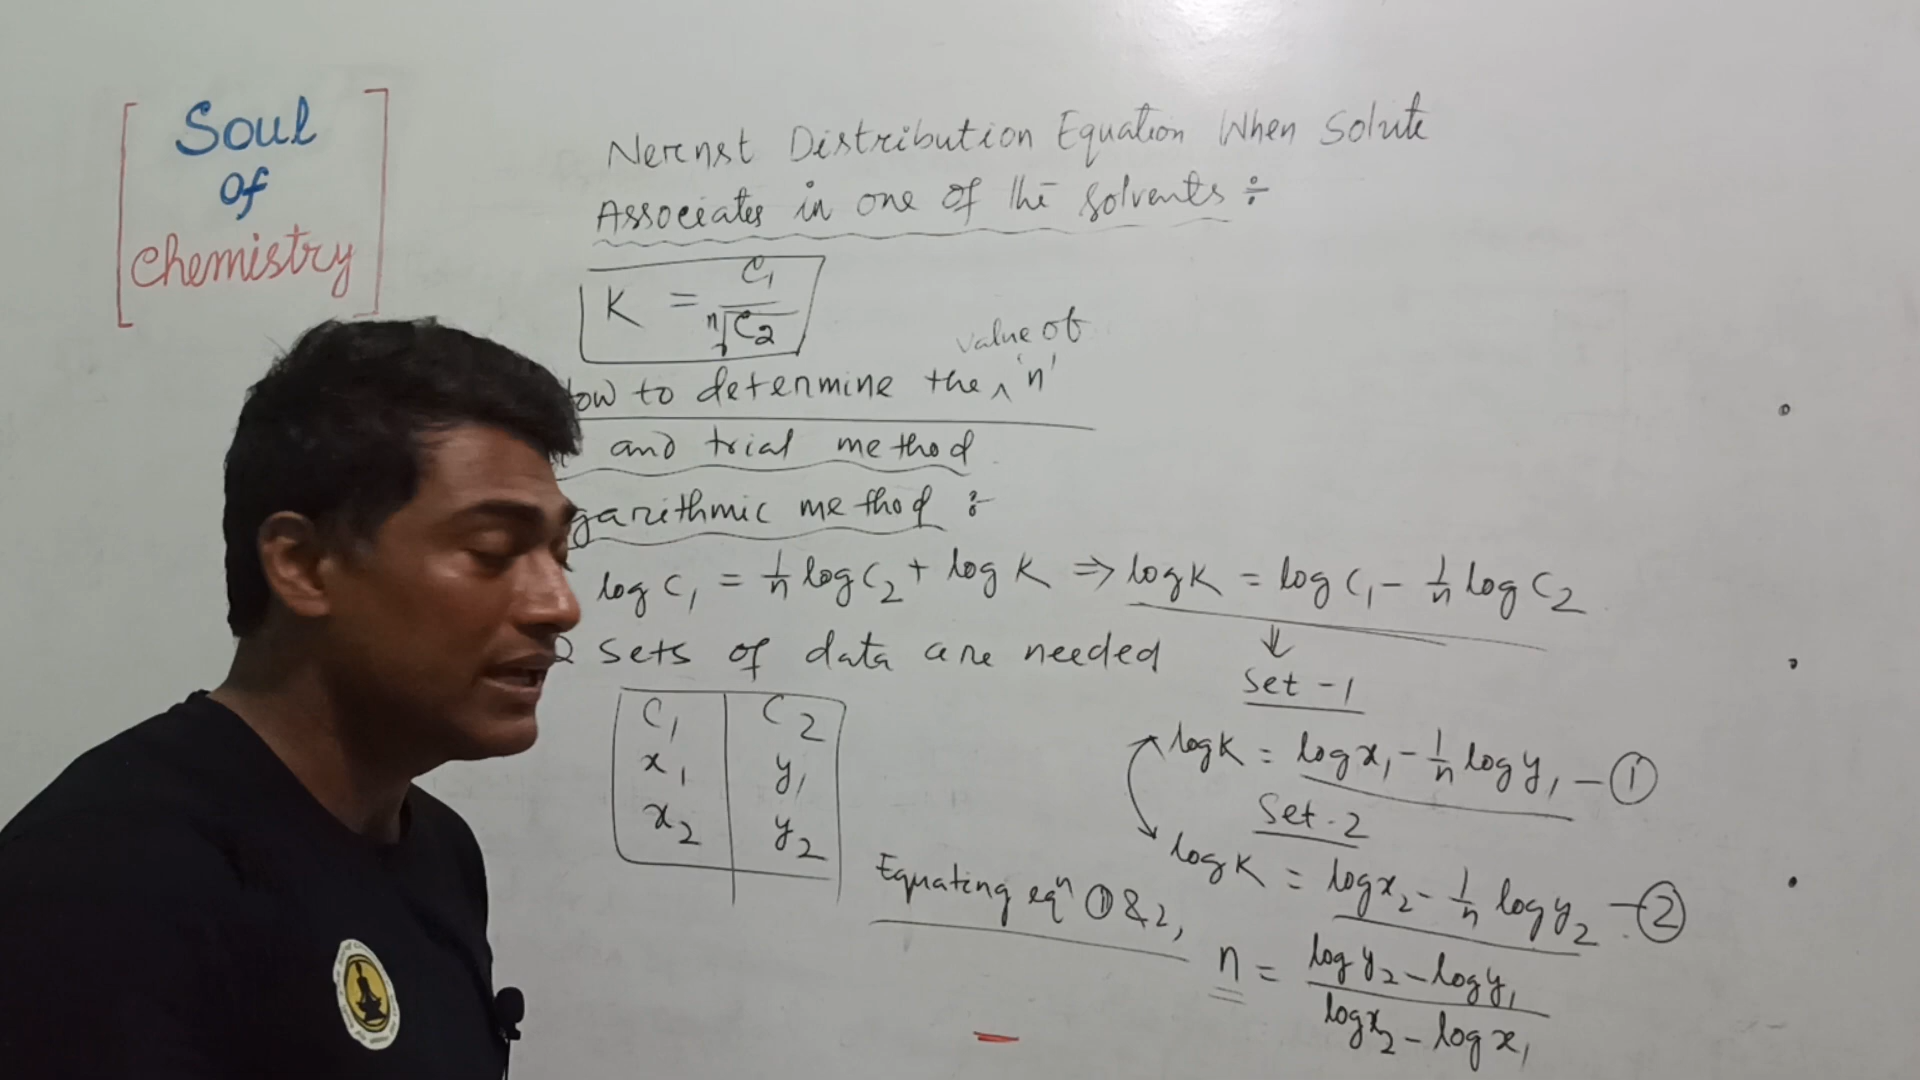 Soul
Of
Chemistry
Nernst Distribution Equation When Solute
Associates in one of the solvents ÷
K = C₁ / ⁿ√C₂
value of
ow to determine the ^ 'n'
and trial method
garithmic method ÷
log C₁ = 1/n log C₂ + log K ⇒ log K = log C₁ - 1/n log C₂
2 sets of data are needed
↓
Set - 1
C₁ C₂
x₁ y₁
x₂ y₂
log K = log x₁ - 1/n log y₁ - ①
Set - 2
log K = log x₂ - 1/n log y₂ - ②
Equating eqⁿ ① & 2,
n = (log y₂ - log y₁) / (log x₂ - log x₁)